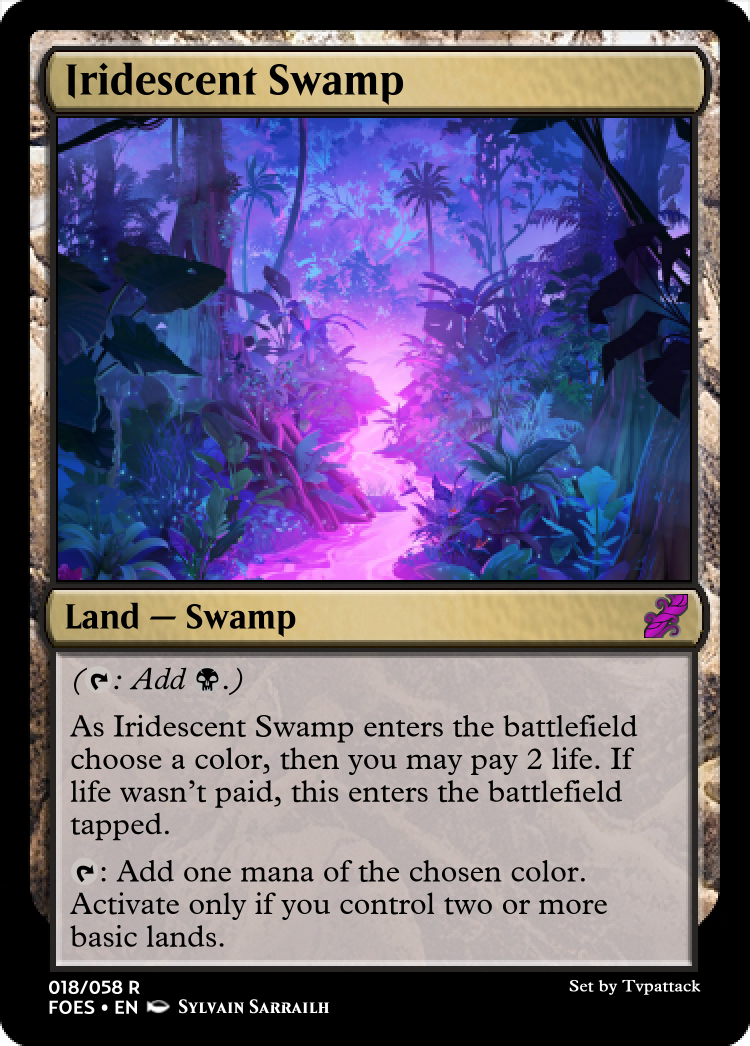 Iridescent Swamp
Land — Swamp
(: Add .)
As Iridescent Swamp enters the battlefield
choose a color, then you may pay 2 life. If
life wasn't paid, this enters the battlefield
tapped.
: Add one mana of the chosen color.
Activate only if you control two or more
basic lands.
018/058 R
FOES • EN Sylvain Sarrailh
Set by Tvpattack